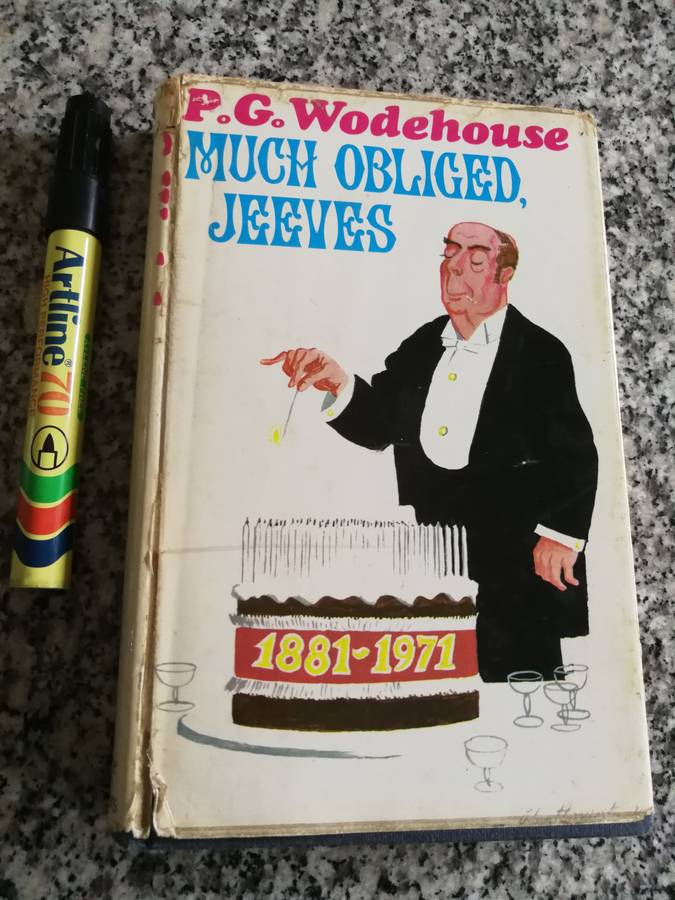 P.G. Wodehouse
MUCH OBLIGED,
JEEVES
1881-1971
Artline® 70